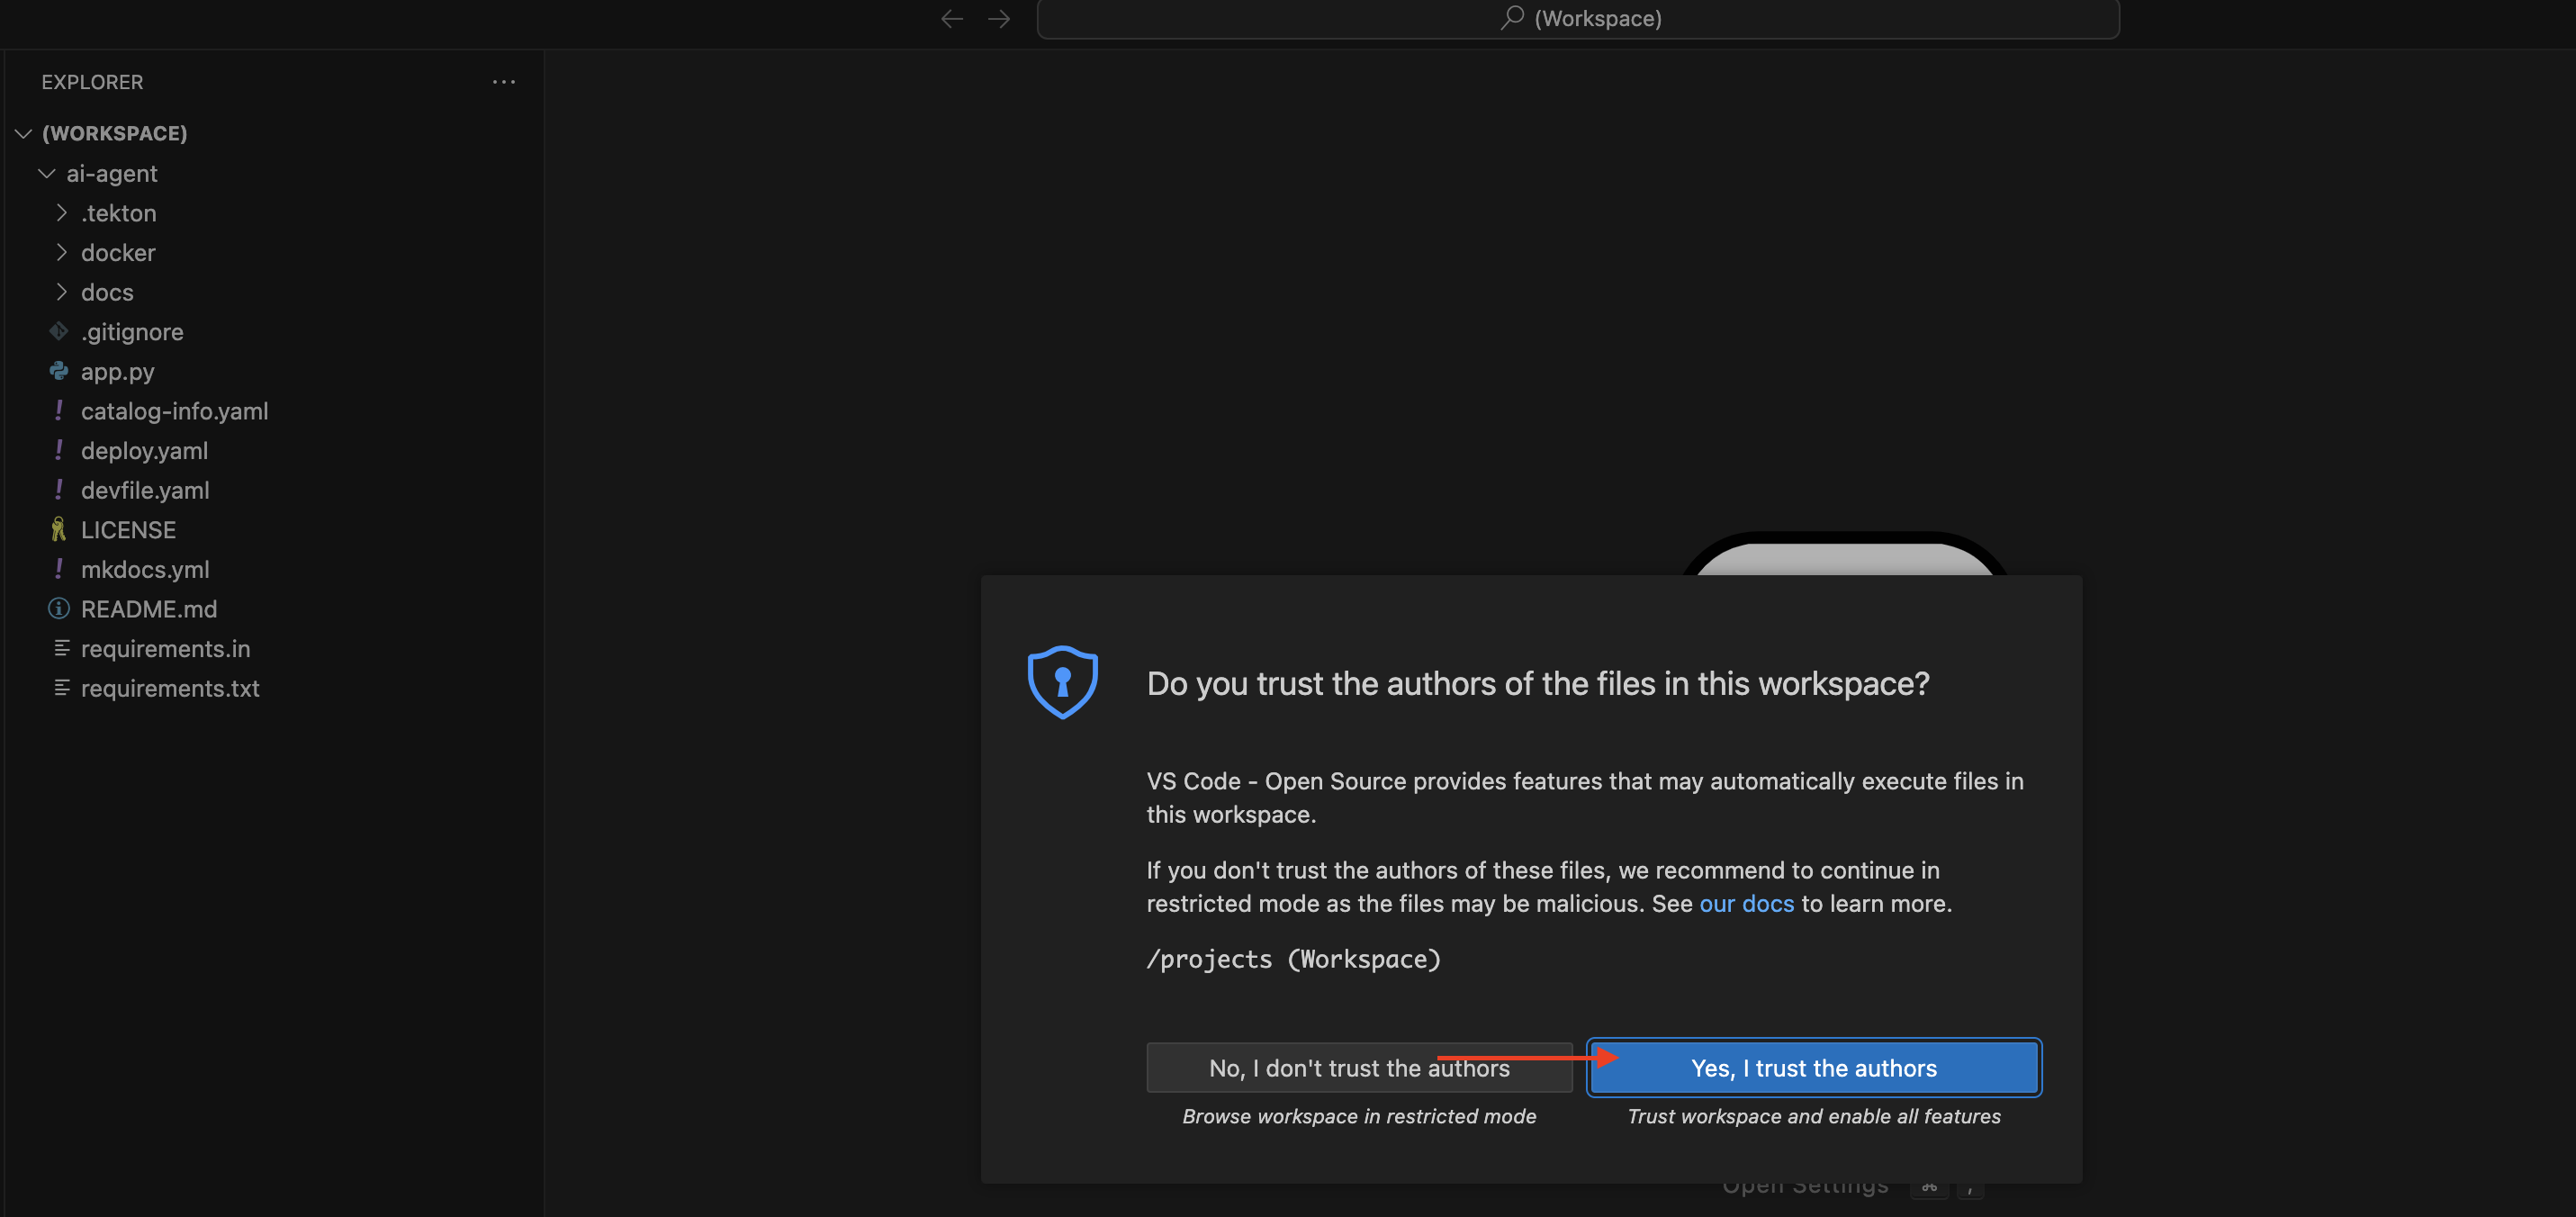 (Workspace)
EXPLORER
(WORKSPACE)
ai-agent
.tekton
docker
docs
.gitignore
app.py
catalog-info.yaml
deploy.yaml
devfile.yaml
LICENSE
mkdocs.yml
README.md
requirements.in
requirements.txt
Do you trust the authors of the files in this workspace?
VS Code - Open Source provides features that may automatically execute files in
this workspace.
If you don't trust the authors of these files, we recommend to continue in
restricted mode as the files may be malicious. See our docs to learn more.
/projects (Workspace)
No, I don't trust the authors
Yes, I trust the authors
Browse workspace in restricted mode
Trust workspace and enable all features
Open Settings ⌘ ,